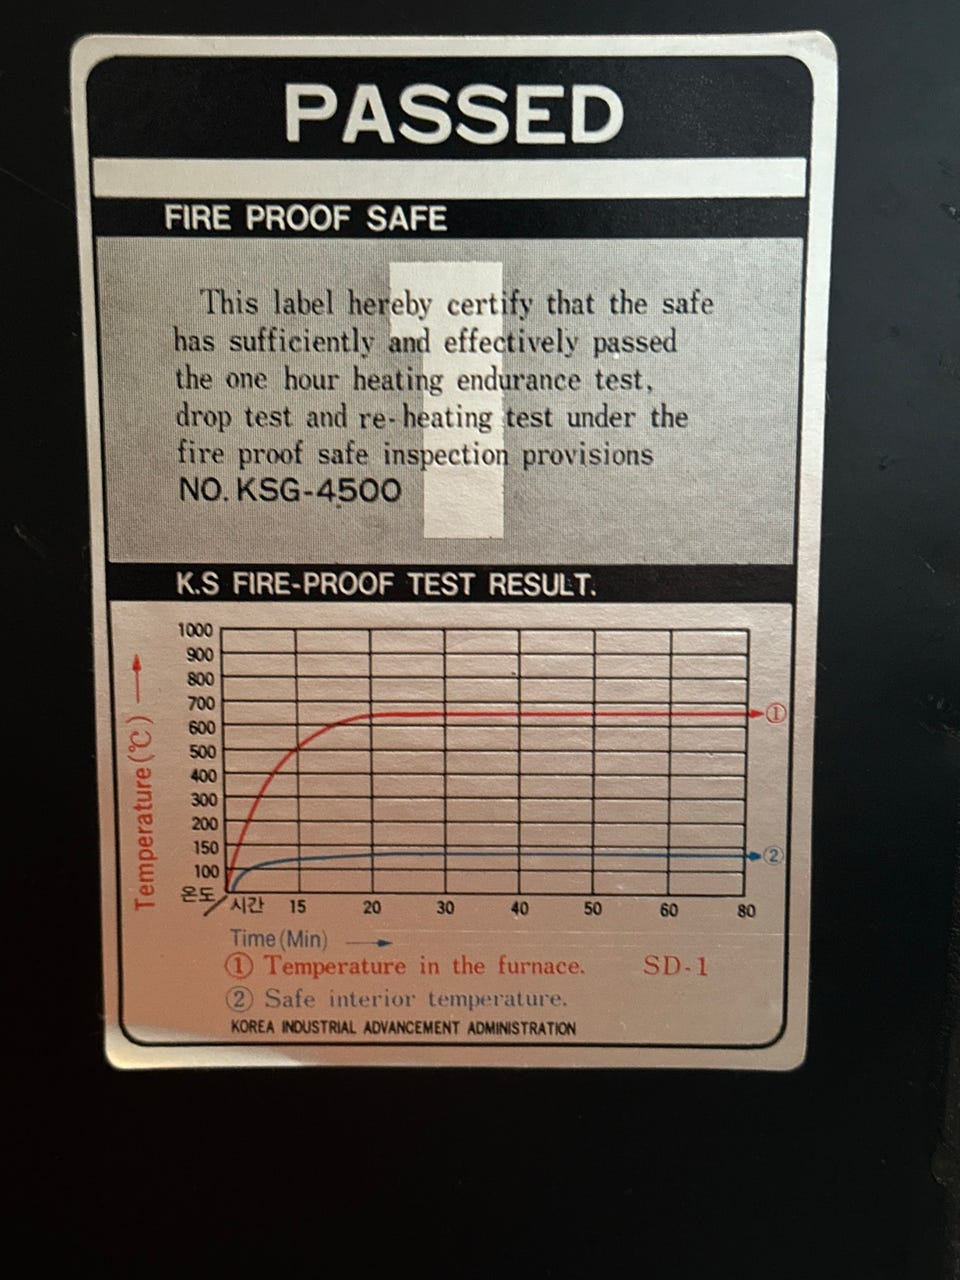 PASSED
FIRE PROOF SAFE
This label hereby certify that the safe
has sufficiently and effectively passed
the one hour heating endurance test,
drop test and re-heating test under the
fire proof safe inspection provisions
NO. KSG-4500
K.S FIRE-PROOF TEST RESULT.
Temperature (℃)
1000
900
800
700
600
500
400
300
200
150
100
①
②
온도 / 시간 15 20 30 40 50 60 80
Time (Min)
① Temperature in the furnace. SD-1
② Safe interior temperature.
KOREA INDUSTRIAL ADVANCEMENT ADMINISTRATION